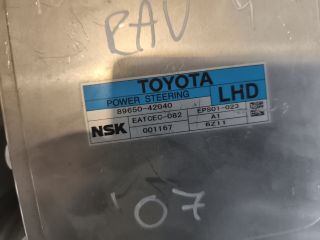 RAV
TOYOTA
POWER STEERING LHD
89650-42040
NSK EA1CEC-082 EPS01-023
001167 A1
6Z11
'07